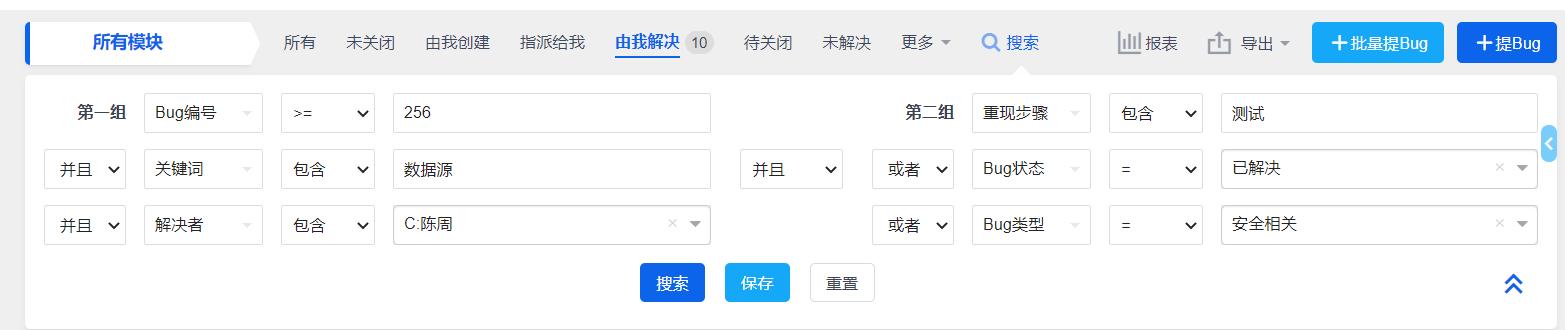 所有模块 所有 未关闭 由我创建 指派给我 由我解决 10 待关闭 未解决 更多 搜索 报表 导出 批量提Bug 提Bug
第一组 Bug编号 >= 256 第二组 重现步骤 包含 测试
并且 关键词 包含 数据源 并且 或者 Bug状态 = 已解决
并且 解决者 包含 C:陈周 或者 Bug类型 = 安全相关
搜索 保存 重置